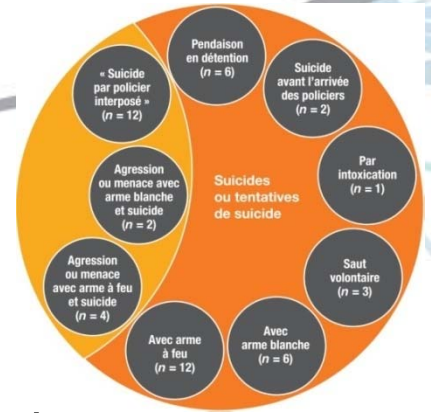 Pendaison
en détention
(n = 6)
« Suicide
par policier
interposé »
(n = 12)
Suicide
avant l'arrivée
des policiers
(n = 2)
Agression
ou menace avec
arme blanche
et suicide
(n = 2)
Suicides
ou tentatives
de suicide
Par
intoxication
(n = 1)
Agression
ou menace
avec arme à feu
et suicide
(n = 4)
Saut
volontaire
(n = 3)
Avec arme
à feu
(n = 12)
Avec
arme blanche
(n = 6)